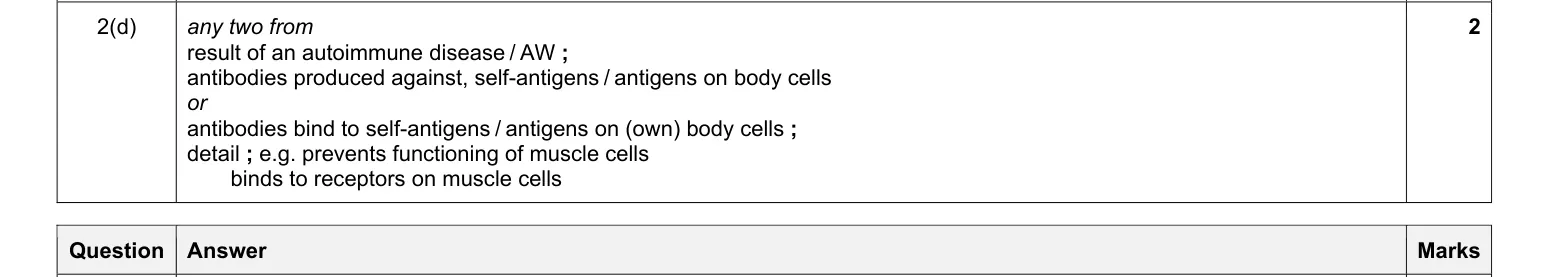 2(d) any two from 2
result of an autoimmune disease / AW ;
antibodies produced against, self-antigens / antigens on body cells
or
antibodies bind to self-antigens / antigens on (own) body cells ;
detail ; e.g. prevents functioning of muscle cells
binds to receptors on muscle cells
Question Answer Marks